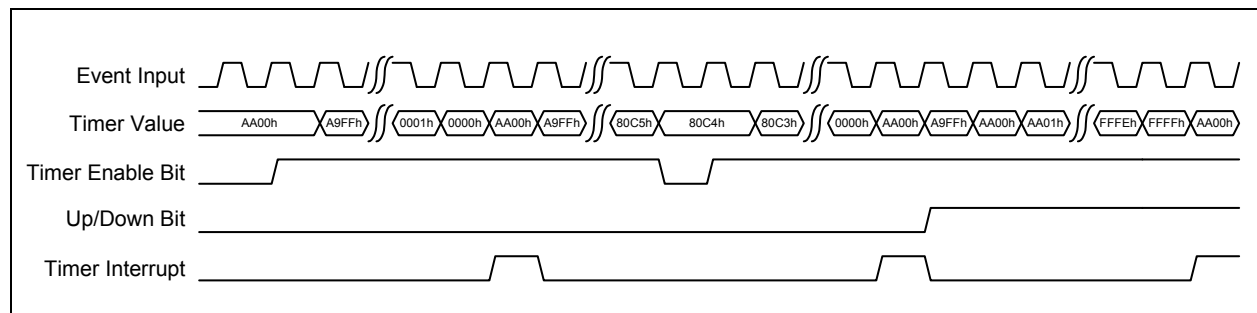 Event Input
Timer Value AA00h A9FFh 0001h 0000h AA00h A9FFh 80C5h 80C4h 80C3h 0000h AA00h A9FFh AA00h AA01h FFFEh FFFFh AA00h
Timer Enable Bit
Up/Down Bit
Timer Interrupt